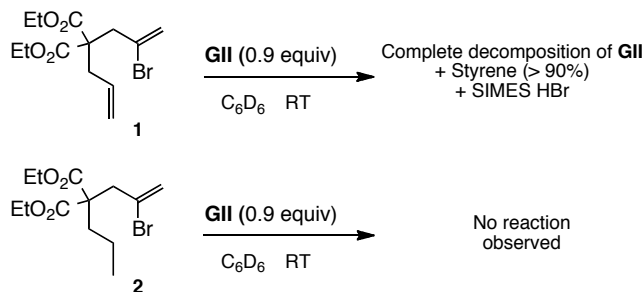 EtO₂C
EtO₂C
Br
1
GII (0.9 equiv)
C₆D₆ RT
Complete decomposition of GII
+ Styrene (> 90%)
+ SIMES HBr
EtO₂C
EtO₂C
Br
2
GII (0.9 equiv)
C₆D₆ RT
No reaction
observed